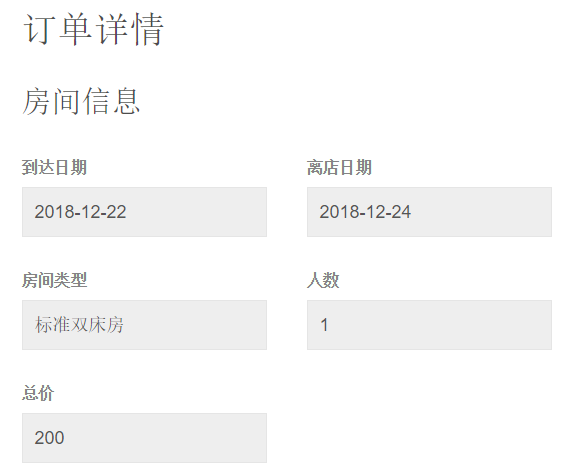 订单详情
房间信息
到达日期 离店日期
2018-12-22 2018-12-24
房间类型 人数
标准双床房 1
总价
200